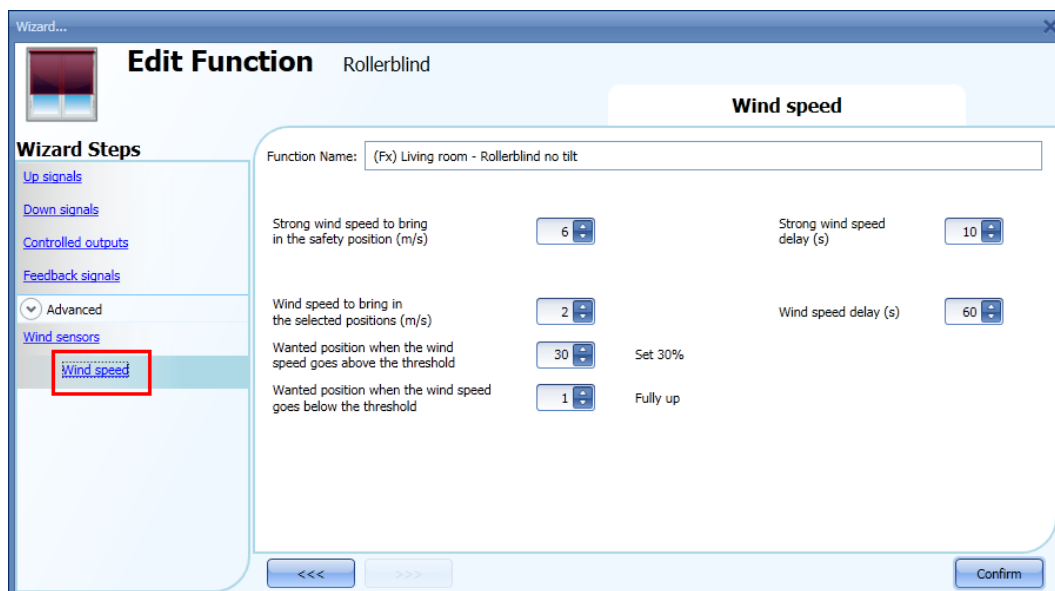 Wizard...
Edit Function Rollerblind
Wind speed
Wizard Steps
Up signals
Down signals
Controlled outputs
Feedback signals
Advanced
Wind sensors
Wind speed
Function Name: (Fx) Living room - Rollerblind no tilt
Strong wind speed to bring
in the safety position (m/s)
6
Strong wind speed
delay (s)
10
Wind speed to bring in
the selected positions (m/s)
2
Wind speed delay (s)
60
Wanted position when the wind
speed goes above the threshold
30
Set 30%
Wanted position when the wind speed
goes below the threshold
1
Fully up
<<<
>>>
Confirm